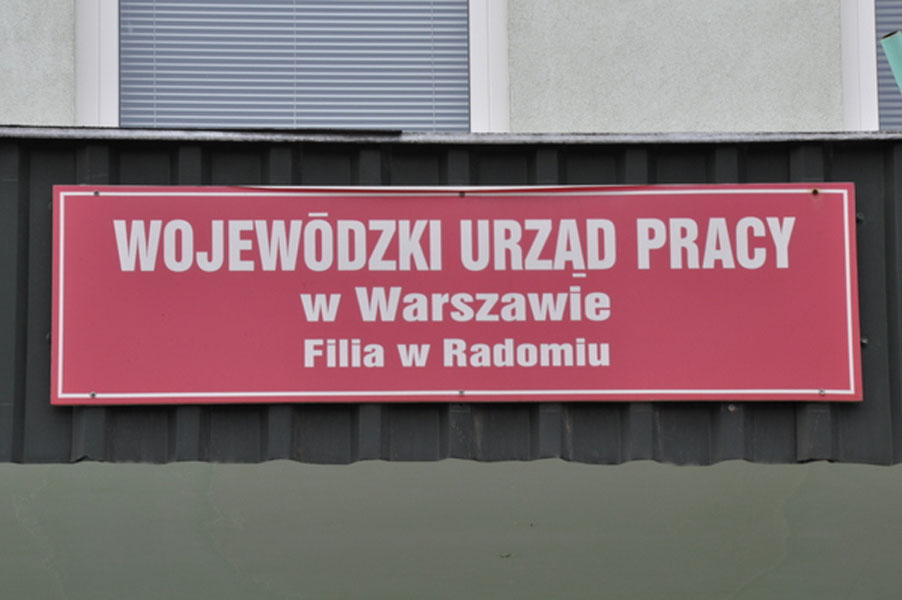 WOJEWÓDZKI URZĄD PRACY
w Warszawie
Filia w Radomiu